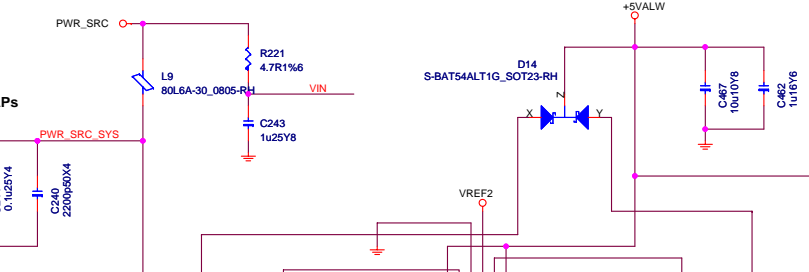 +5VALW
PWR_SRC
R221
4.7R1%6
D14
S-BAT54ALT1G_SOT23-RH
L9
80L6A-30_0805-RH
VIN
Z
X
Y
C467
10u10Y8
C462
1u16Y6
Ps
C243
1u25Y8
PWR_SRC_SYS
0.1u25Y4
C240
2200p50X4
VREF2